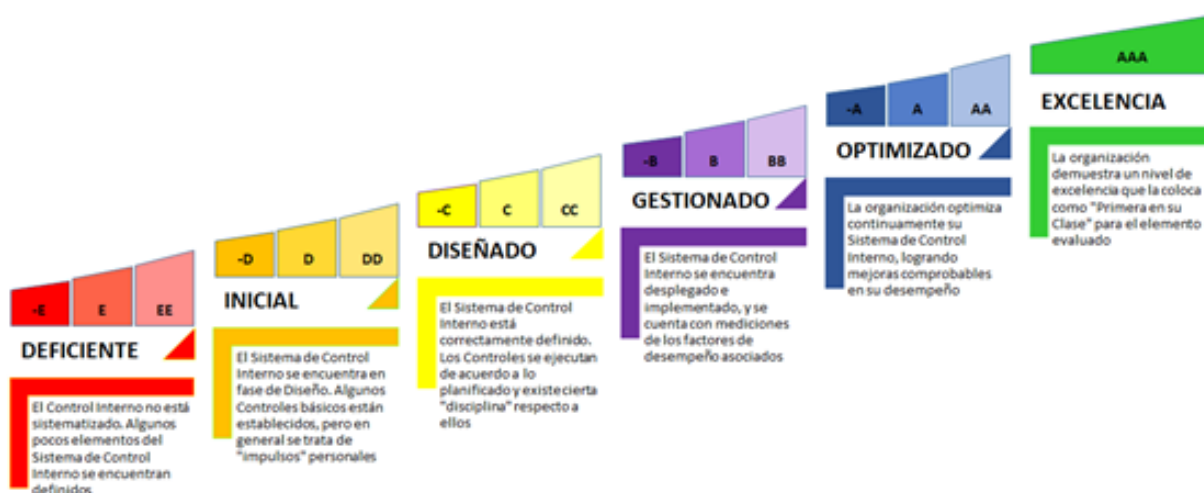 -E E EE
DEFICIENTE
El Control Interno no está
sistematizado. Algunos
pocos elementos del
Sistema de Control
Interno se encuentran
definidos
-D D DD
INICIAL
El Sistema de Control
Interno se encuentra en
fase de Diseño. Algunos
Controles básicos están
establecidos, pero en
general se trata de
"impulsos" personales
-C C CC
DISEÑADO
El Sistema de Control
Interno está
correctamente definido.
Los Controles se ejecutan
de acuerdo a lo
planificado y existe cierta
"disciplina" respecto a
ellos
-B B BB
GESTIONADO
El Sistema de Control
Interno se encuentra
desplegado e
implementado, y se
cuenta con mediciones
de los factores de
desempeño asociados
-A A AA
OPTIMIZADO
La organización optimiza
continuamente su
Sistema de Control
Interno, logrando
mejoras comprobables
en su desempeño
AAA
EXCELENCIA
La organización
demuestra un nivel de
excelencia que la coloca
como "Primera en su
Clase" para el elemento
evaluado